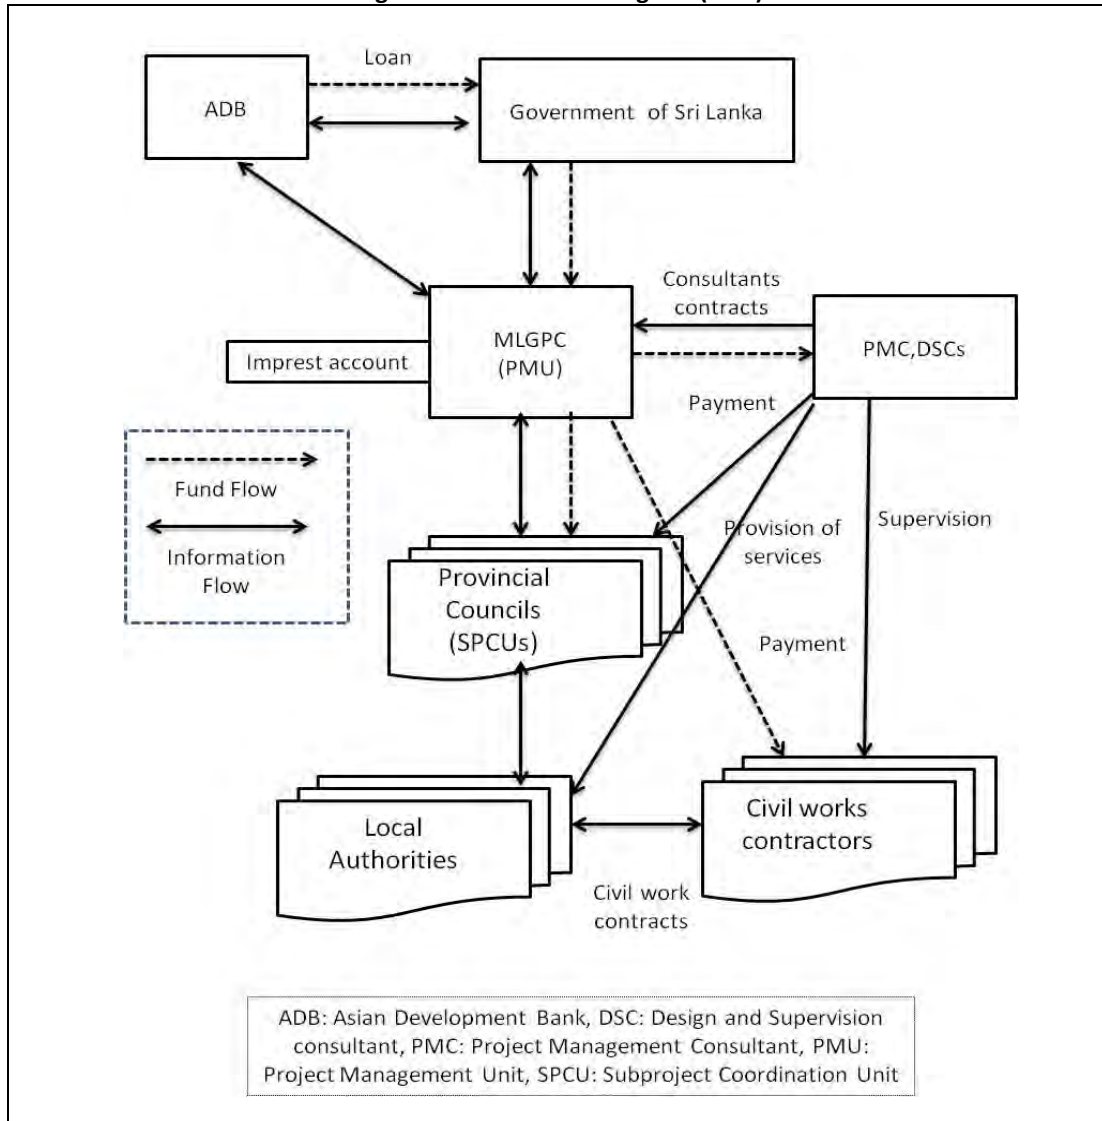 Loan
ADB
Government of Sri Lanka
Consultants
contracts
MLGPC
(PMU)
PMC,DSCs
Imprest account
Payment
Fund Flow
Information
Flow
Provision of
services
Supervision
Provincial
Councils
(SPCUs)
Payment
Local
Authorities
Civil works
contractors
Civil work
contracts
ADB: Asian Development Bank, DSC: Design and Supervision
consultant, PMC: Project Management Consultant, PMU:
Project Management Unit, SPCU: Subproject Coordination Unit